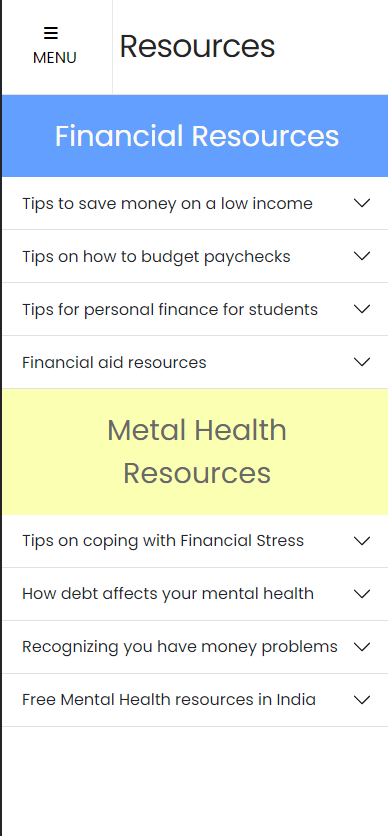 MENU
Resources
Financial Resources
Tips to save money on a low income
Tips on how to budget paychecks
Tips for personal finance for students
Financial aid resources
Metal Health
Resources
Tips on coping with Financial Stress
How debt affects your mental health
Recognizing you have money problems
Free Mental Health resources in India